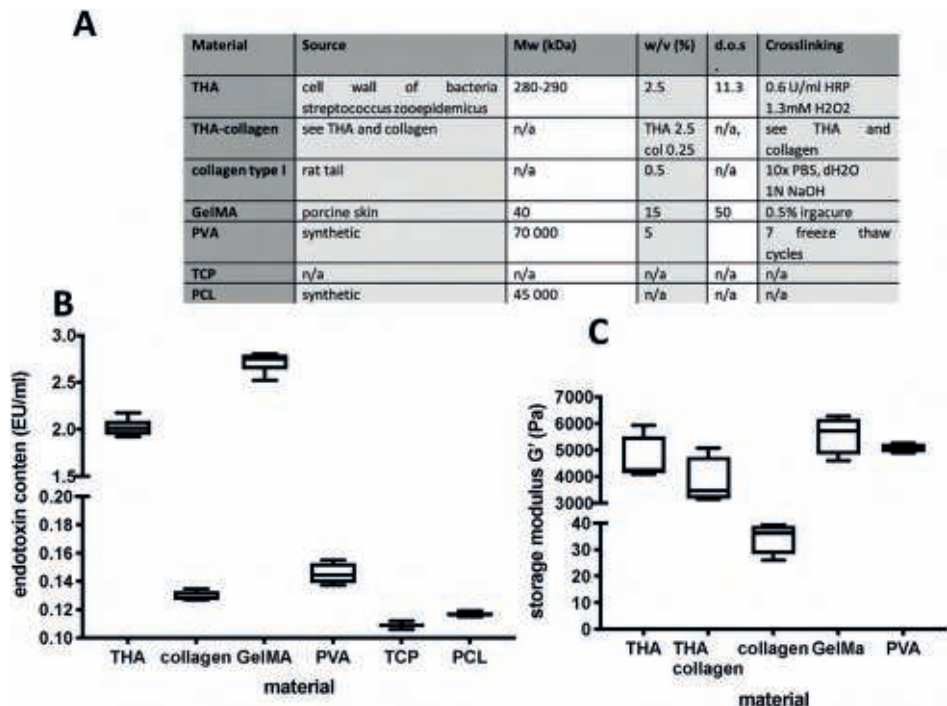 A
Material Source Mw (kDa) w/v (%) d.o.s Crosslinking
.
THA cell wall of bacteria 280-290 2.5 11.3 0.6 U/ml HRP
streptococcus zooepidemicus 1.3mM H2O2
THA-collagen see THA and collagen n/a THA 2.5 n/a, see THA and
col 0.25 collagen
collagen type I rat tail n/a 0.5 n/a 10x PBS, dH2O
1N NaOH
GelMA porcine skin 40 15 50 0.5% irgacure
PVA synthetic 70 000 5 7 freeze thaw
cycles
TCP n/a n/a n/a n/a n/a
PCL synthetic 45 000 n/a n/a n/a
B
endotoxin conten (EU/ml)
3.0
2.5
2.0
1.5
0.20
0.18
0.16
0.14
0.12
0.10
THA collagen GelMA PVA TCP PCL
material
C
storage modulus G' (Pa)
7000
6000
5000
4000
3000
40
30
20
10
0
THA THA collagen GelMa PVA
collagen
material